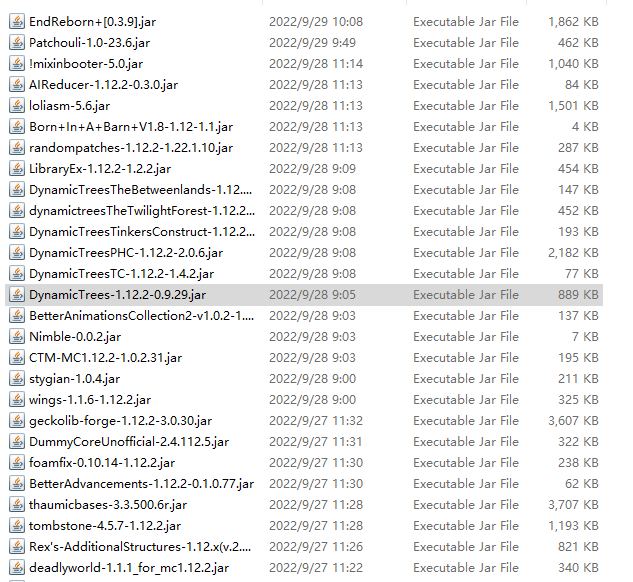 EndReborn+[0.3.9].jar 2022/9/29 10:08 Executable Jar File 1,862 KB
Patchouli-1.0-23.6.jar 2022/9/29 9:49 Executable Jar File 462 KB
!mixinbooter-5.0.jar 2022/9/28 11:14 Executable Jar File 1,040 KB
AIReducer-1.12.2-0.3.0.jar 2022/9/28 11:13 Executable Jar File 84 KB
loliasm-5.6.jar 2022/9/28 11:13 Executable Jar File 1,501 KB
Born+In+A+Barn+V1.8-1.12-1.1.jar 2022/9/28 11:13 Executable Jar File 4 KB
randompatches-1.12.2-1.22.1.10.jar 2022/9/28 11:13 Executable Jar File 287 KB
LibraryEx-1.12.2-1.2.2.jar 2022/9/28 9:09 Executable Jar File 454 KB
DynamicTreesTheBetweenlands-1.12.... 2022/9/28 9:08 Executable Jar File 147 KB
dynamictreesTheTwilightForest-1.12.2... 2022/9/28 9:08 Executable Jar File 452 KB
DynamicTreesTinkersConstruct-1.12.2... 2022/9/28 9:08 Executable Jar File 193 KB
DynamicTreesPHC-1.12.2-2.0.6.jar 2022/9/28 9:08 Executable Jar File 2,182 KB
DynamicTreesTC-1.12.2-1.4.2.jar 2022/9/28 9:08 Executable Jar File 77 KB
DynamicTrees-1.12.2-0.9.29.jar 2022/9/28 9:05 Executable Jar File 889 KB
BetterAnimationsCollection2-v1.0.2-1.... 2022/9/28 9:03 Executable Jar File 137 KB
Nimble-0.0.2.jar 2022/9/28 9:03 Executable Jar File 7 KB
CTM-MC1.12.2-1.0.2.31.jar 2022/9/28 9:03 Executable Jar File 195 KB
stygian-1.0.4.jar 2022/9/28 9:00 Executable Jar File 211 KB
wings-1.1.6-1.12.2.jar 2022/9/28 9:00 Executable Jar File 325 KB
geckolib-forge-1.12.2-3.0.30.jar 2022/9/27 11:32 Executable Jar File 3,607 KB
DummyCoreUnofficial-2.4.112.5.jar 2022/9/27 11:31 Executable Jar File 322 KB
foamfix-0.10.14-1.12.2.jar 2022/9/27 11:30 Executable Jar File 238 KB
BetterAdvancements-1.12.2-0.1.0.77.jar 2022/9/27 11:30 Executable Jar File 62 KB
thaumicbases-3.3.500.6r.jar 2022/9/27 11:28 Executable Jar File 3,707 KB
tombstone-4.5.7-1.12.2.jar 2022/9/27 11:28 Executable Jar File 1,193 KB
Rex's-AdditionalStructures-1.12.x(v.2.... 2022/9/27 11:26 Executable Jar File 821 KB
deadlyworld-1.1.1_for_mc1.12.2.jar 2022/9/27 11:22 Executable Jar File 340 KB